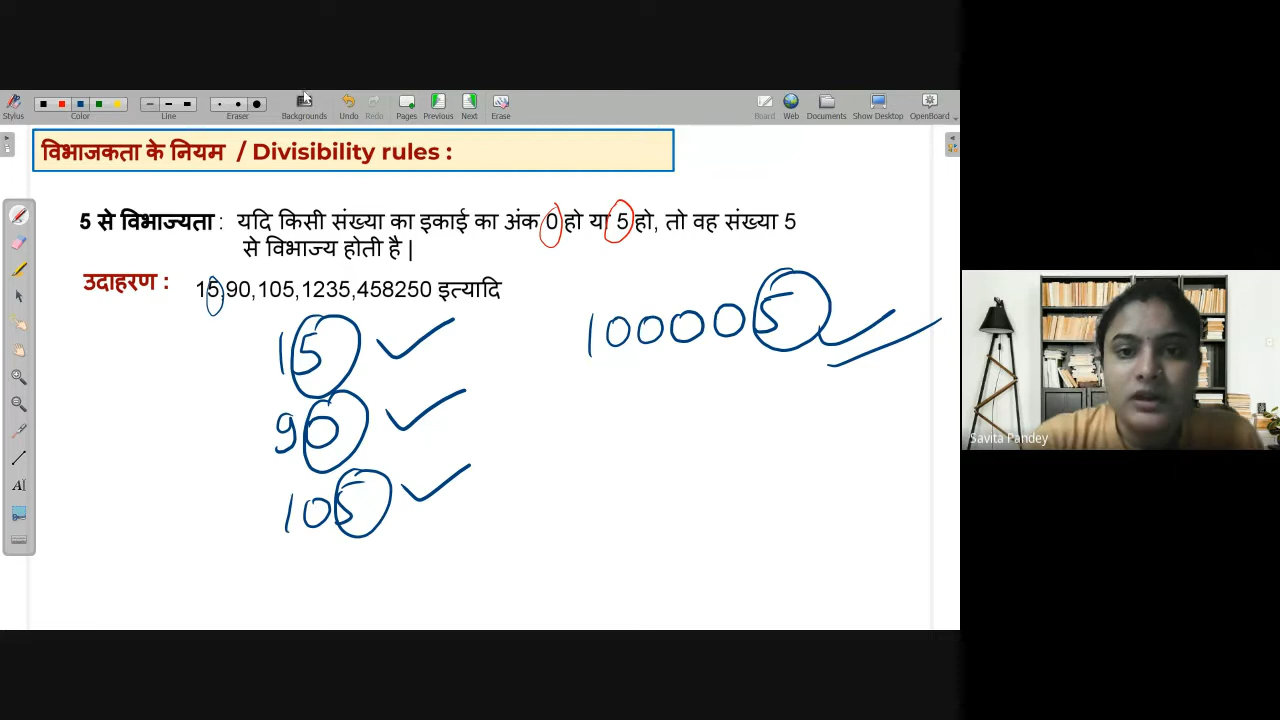 Stylus
Color
Line
Eraser
Backgrounds
Undo
Redo
Pages
Previous
Next
Erase
Board
Web
Documents
Show Desktop
OpenBoard
विभाजकता के नियम / Divisibility rules :
5 से विभाज्यता : यदि किसी संख्या का इकाई का अंक 0 हो या 5 हो, तो वह संख्या 5
से विभाज्य होती है |
उदाहरण :
15,90,105,1235,458250 इत्यादि
15
90
105
100005
Savita Pandey